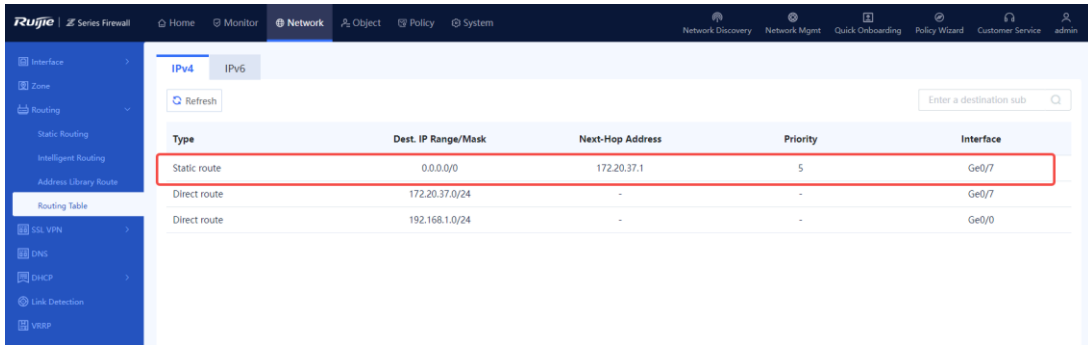 Ruijie | Z Series Firewall Home Monitor Network Object Policy System Network Discovery Network Mgmt Quick Onboarding Policy Wizard Customer Service admin
Interface
Zone
Routing
Static Routing
Intelligent Routing
Address Library Route
Routing Table
SSL VPN
DNS
DHCP
Link Detection
VRRP
IPv4 IPv6
Refresh Enter a destination sub
Type Dest. IP Range/Mask Next-Hop Address Priority Interface
Static route 0.0.0.0/0 172.20.37.1 5 Ge0/7
Direct route 172.20.37.0/24 - - Ge0/7
Direct route 192.168.1.0/24 - - Ge0/0